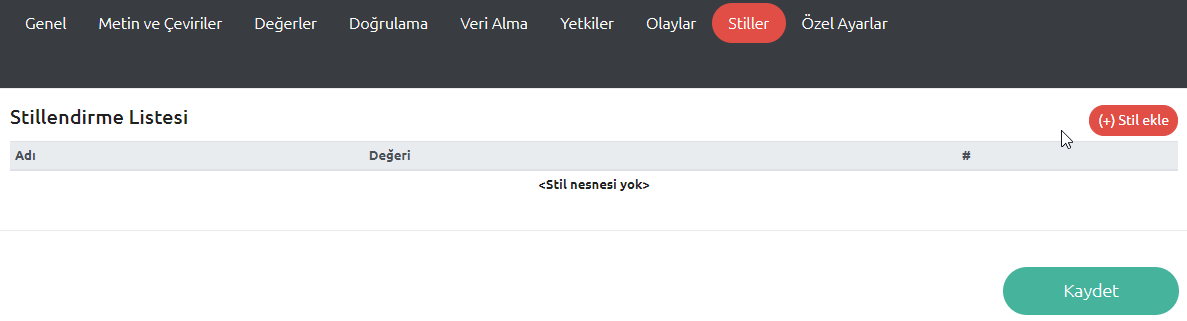 Genel Metin ve Çeviriler Değerler Doğrulama Veri Alma Yetkiler Olaylar Stiller Özel Ayarlar
Stillendirme Listesi
(+) Stil ekle
Adı Değeri #
<Stil nesnesi yok>
Kaydet